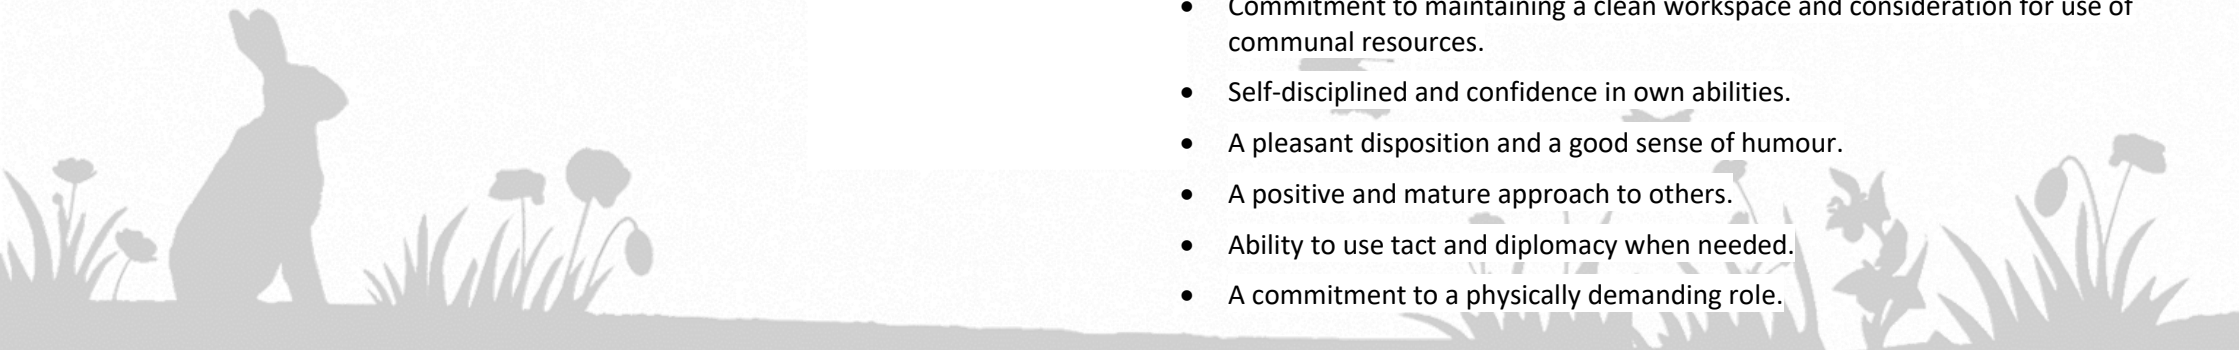 • Commitment to maintaining a clean workspace and consideration for use of
communal resources.
• Self-disciplined and confidence in own abilities.
• A pleasant disposition and a good sense of humour.
• A positive and mature approach to others.
• Ability to use tact and diplomacy when needed.
• A commitment to a physically demanding role.